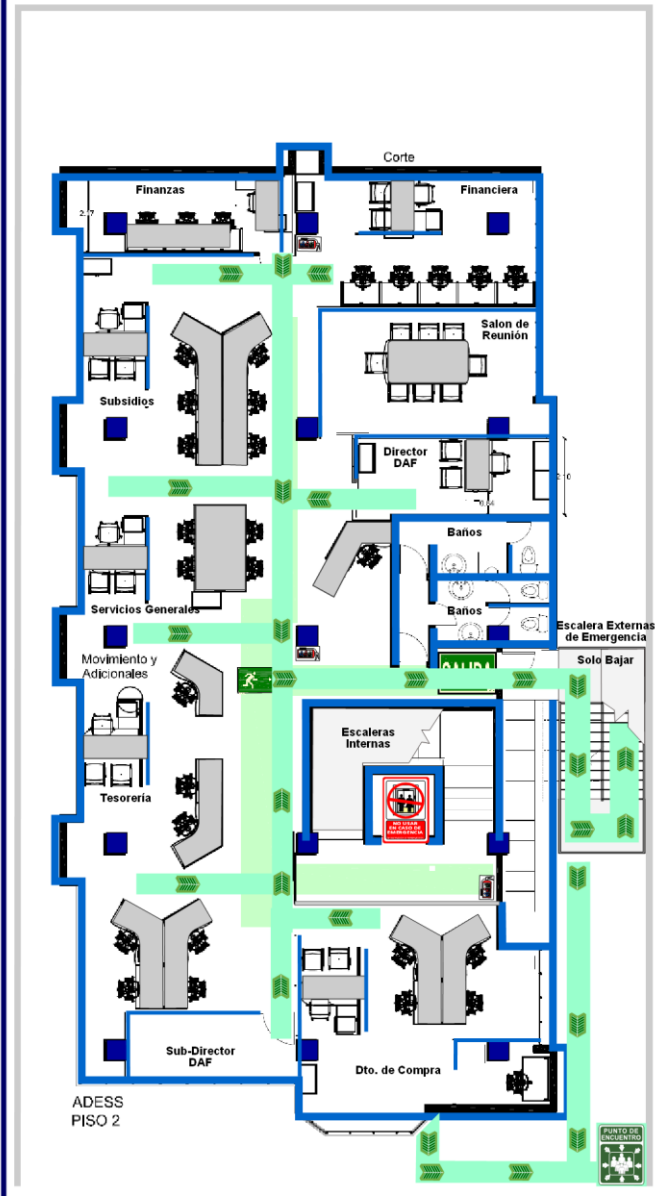 Corte
Finanzas
Financiera
Salon de
Reunión
Subsidios
Director
DAF
Baños
Servicios Generales
Baños
Escalera Externas
de Emergencia
Solo Bajar
Movimiento y
Adicionales
SALIDA
Escaleras
Internas
Tesorería
NO USAR
EN CASO DE
EMERGENCIA
Sub-Director
DAF
Dto. de Compra
ADESS
PISO 2
PUNTO DE
ENCUENTRO